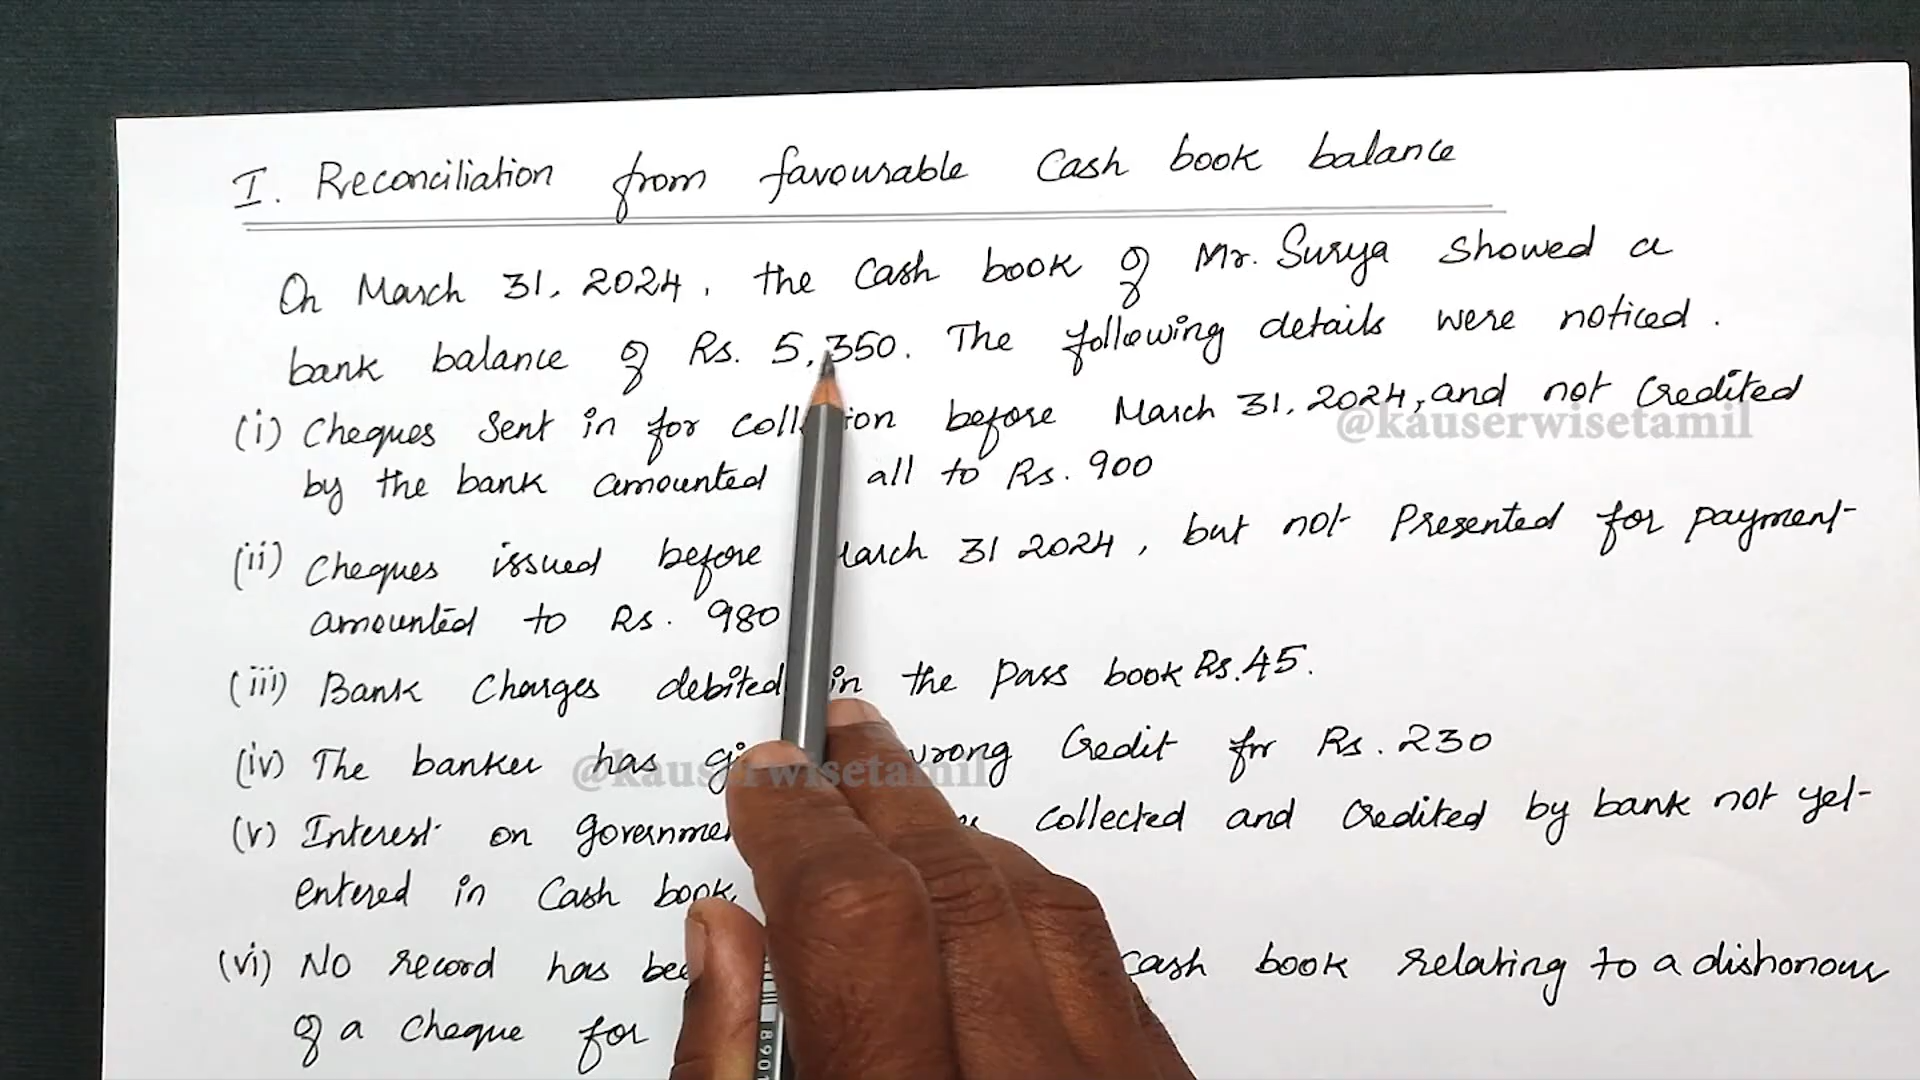 I. Reconciliation from favourable Cash book balance
On March 31, 2024, the Cash book of Mr. Surya showed a
bank balance of Rs. 5,350. The following details were noticed.
(i) Cheques sent in for collection before March 31, 2024, and not credited
@kauserwisetamil
by the bank amounted all to Rs. 900
(ii) Cheques issued before March 31 2024, but not presented for payment
amounted to Rs. 980
(iii) Bank Charges debited in the pass book Rs. 45.
(iv) The banker has wrong credit for Rs. 230
@kauserwisetamil
(v) Interest on collected and credited by bank not yet
entered in Cash book
(vi) No record has cash book relating to a dishonour
of a cheque for